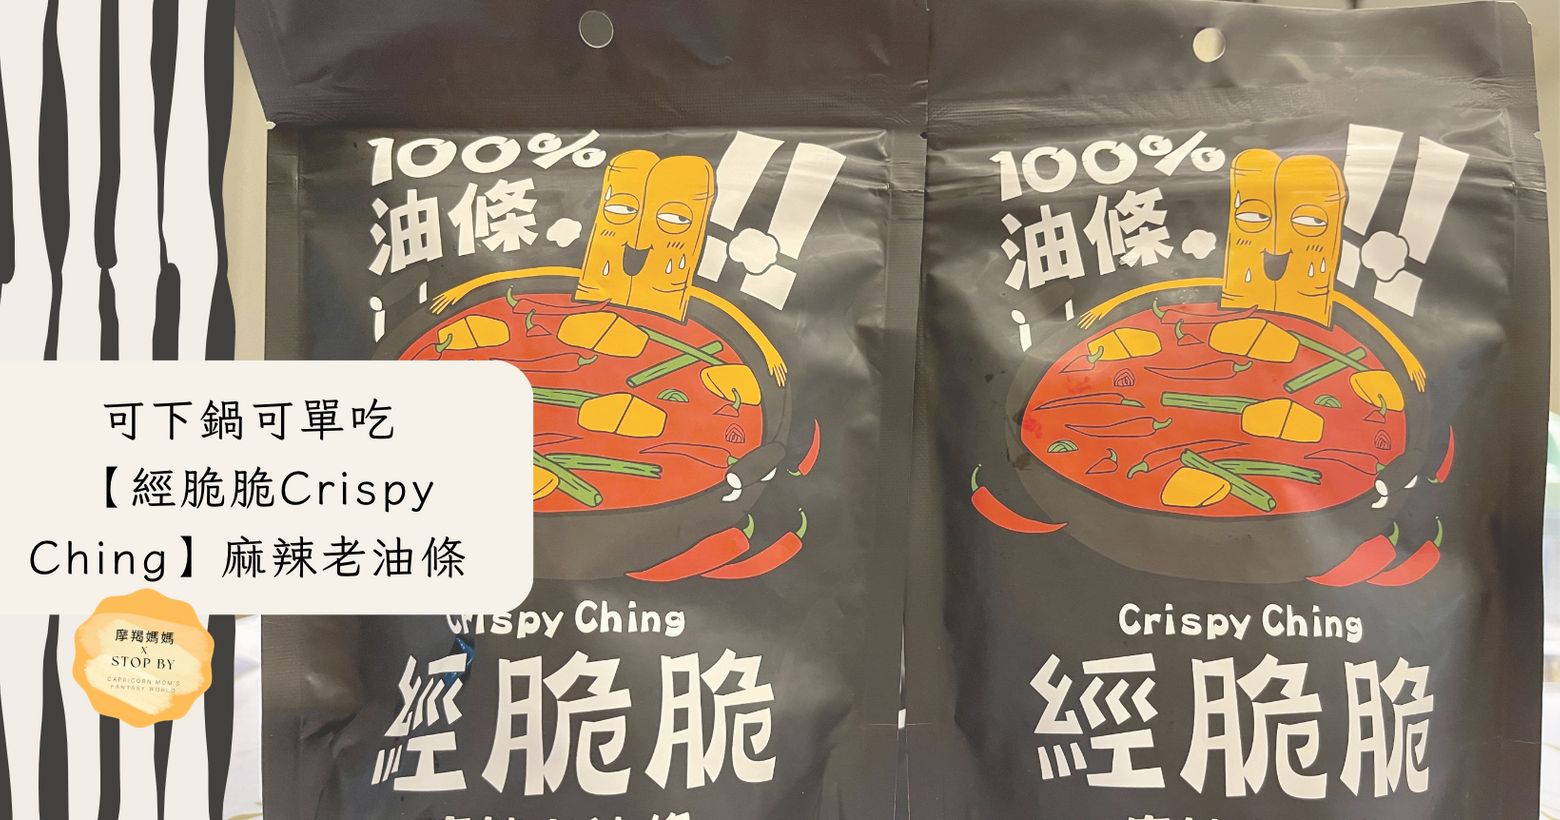 100%
油條
!!
100%
油條
!!
可下鍋可單吃
【經脆脆Crispy
Ching】麻辣老油條
摩羯媽媽
X
STOP BY
CAPRICORN MOM'S
FANTASY WORLD
Crispy Ching
經脆脆
Crispy Ching
經脆脆